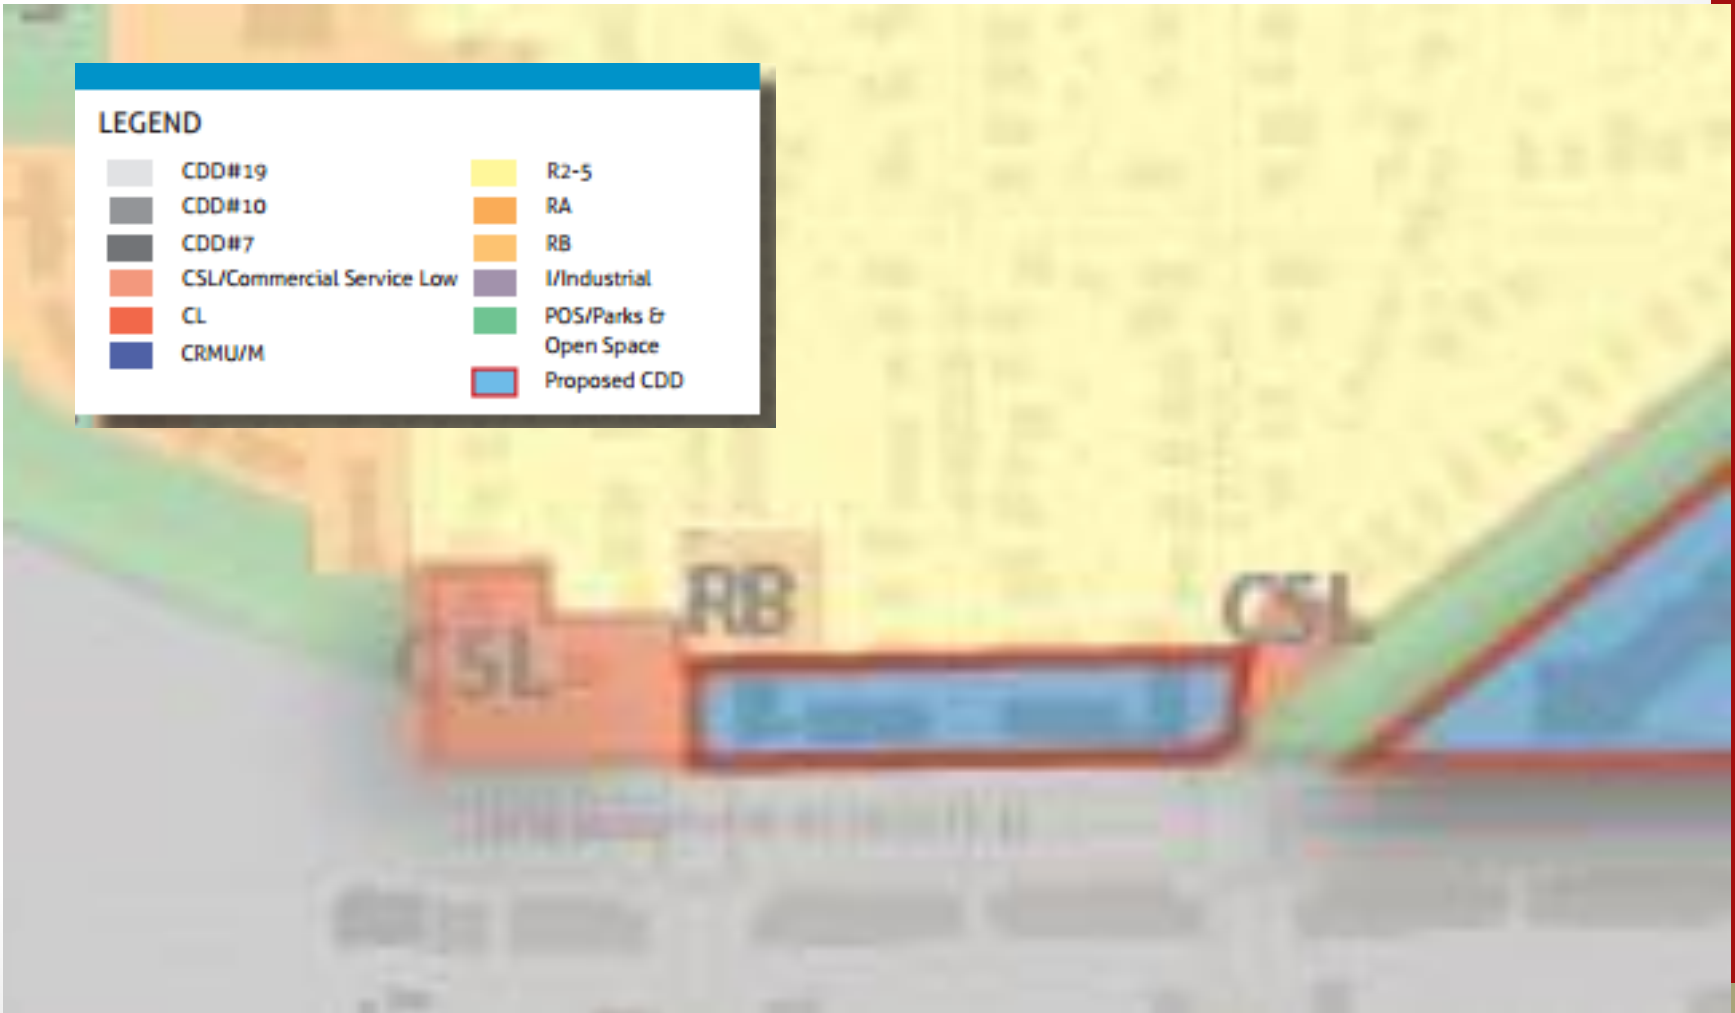 LEGEND
CDD#19
CDD#10
CDD#7
CSL/Commercial Service Low
CL
CRMU/M
R2-5
RA
RB
I/Industrial
POS/Parks &
Open Space
Proposed CDD
RB
CSL
CSL